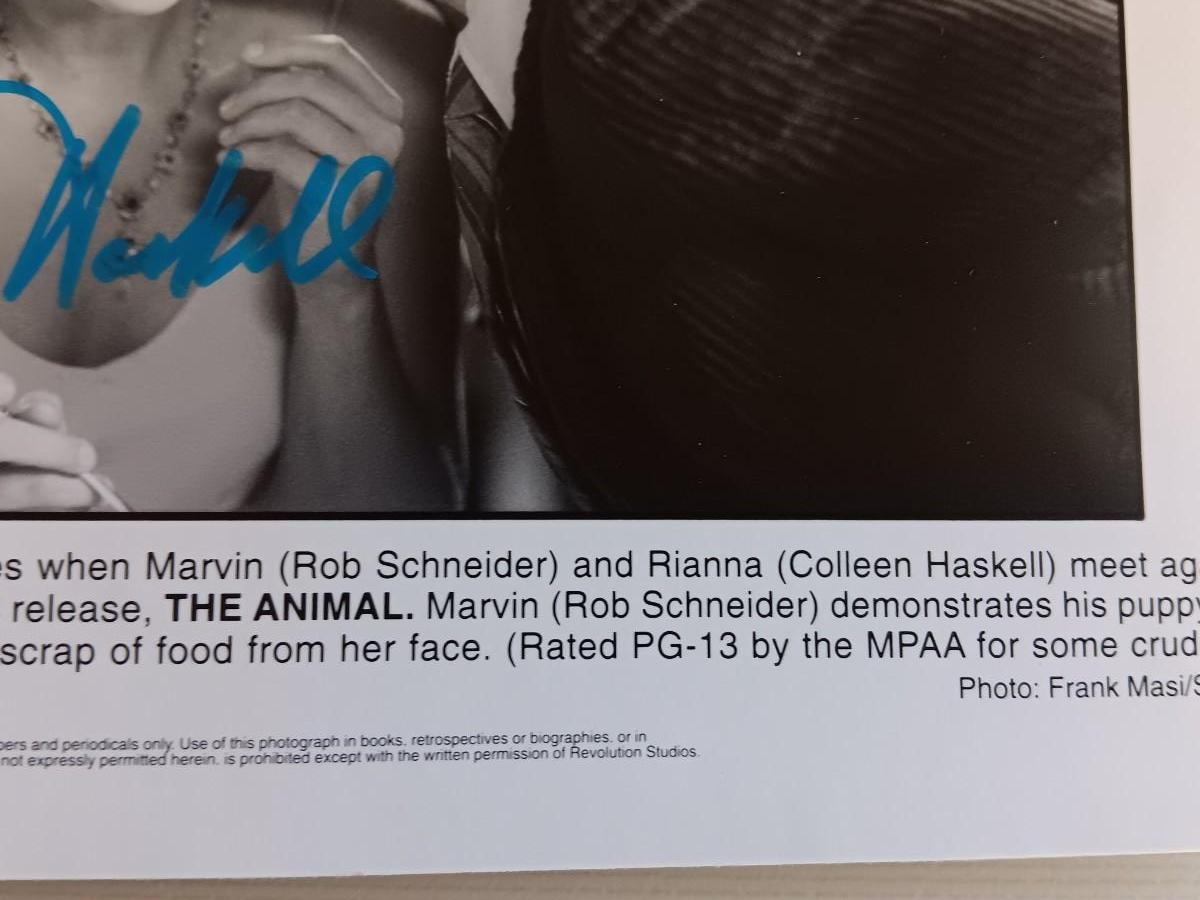 Haskell
es when Marvin (Rob Schneider) and Rianna (Colleen Haskell) meet ag
release, THE ANIMAL. Marvin (Rob Schneider) demonstrates his puppy
scrap of food from her face. (Rated PG-13 by the MPAA for some crud
Photo: Frank Masi/S
pers and periodicals only. Use of this photograph in books, retrospectives or biographies, or in
not expressly permitted herein, is prohibited except with the written permission of Revolution Studios.